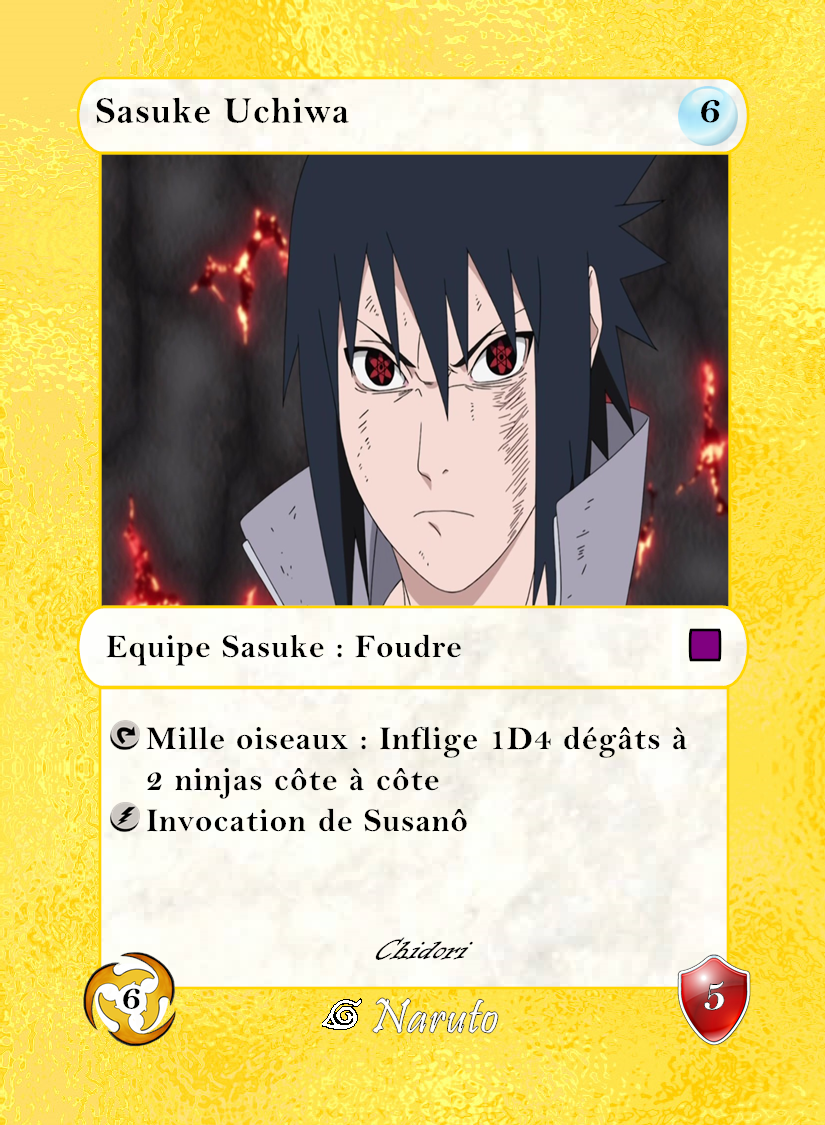 Sasuke Uchiwa
6
Equipe Sasuke : Foudre
Mille oiseaux : Inflige 1D4 dégâts à
2 ninjas côte à côte
Invocation de Susanô
Chidori
6
Naruto
5